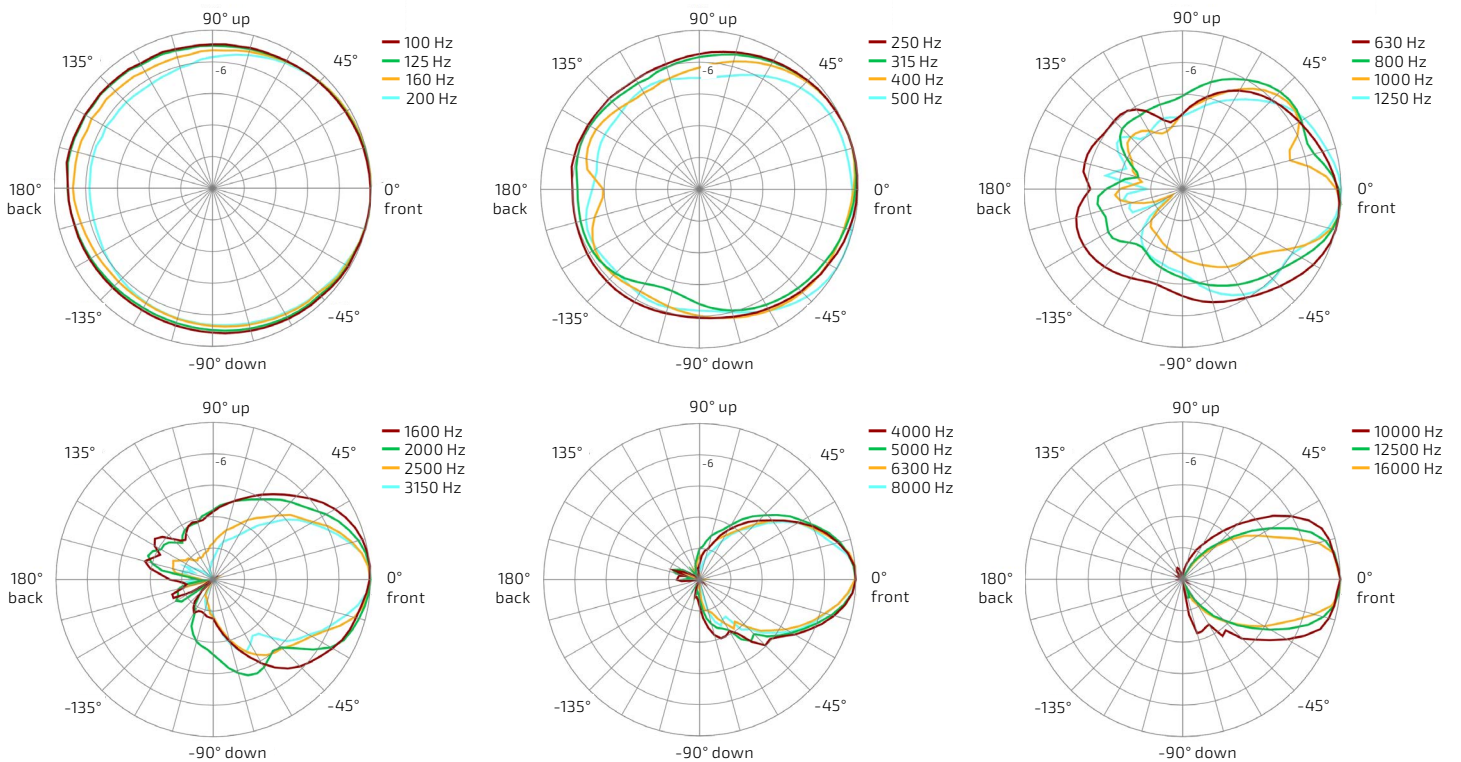 90° up
135°
45°
-6
180°
back
0°
front
-135°
-45°
-90° down
100 Hz
125 Hz
160 Hz
200 Hz
90° up
135°
45°
-6
180°
back
0°
front
-135°
-45°
-90° down
250 Hz
315 Hz
400 Hz
500 Hz
90° up
135°
45°
-6
180°
back
0°
front
-135°
-45°
-90° down
630 Hz
800 Hz
1000 Hz
1250 Hz
90° up
135°
45°
-6
180°
back
0°
front
-135°
-45°
-90° down
1600 Hz
2000 Hz
2500 Hz
3150 Hz
90° up
135°
45°
-6
180°
back
0°
front
-135°
-45°
-90° down
4000 Hz
5000 Hz
6300 Hz
8000 Hz
90° up
135°
45°
-6
180°
back
0°
front
-135°
-45°
-90° down
10000 Hz
12500 Hz
16000 Hz